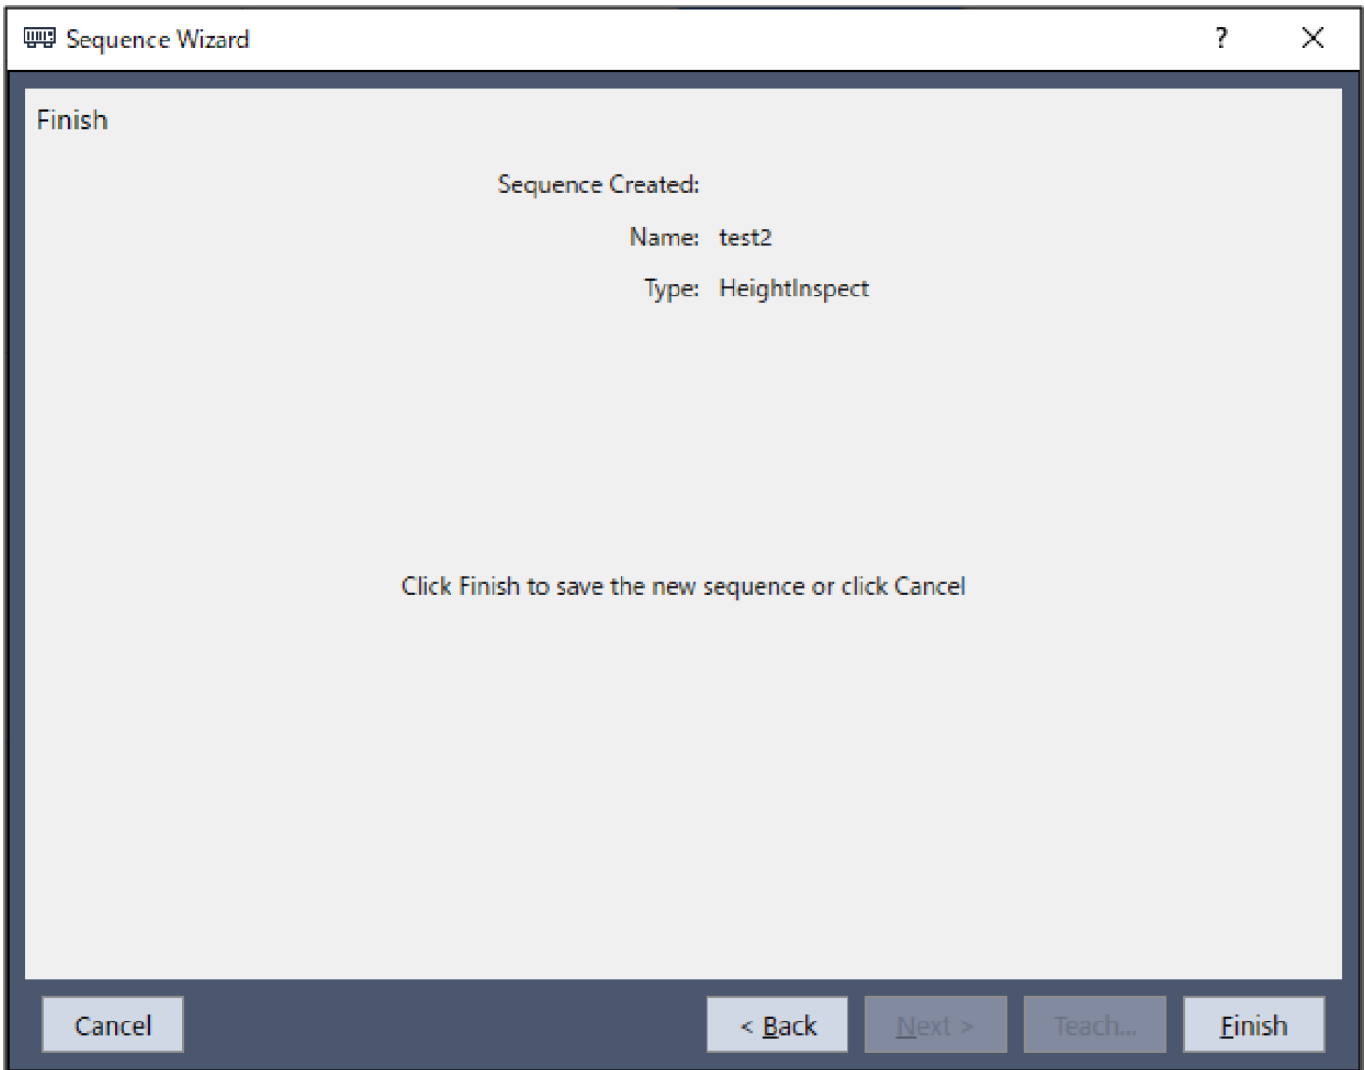 Sequence Wizard ?
Finish
Sequence Created:
Name: test2
Type: HeightInspect
Click Finish to save the new sequence or click Cancel
Cancel < Back Next > Teach... Finish